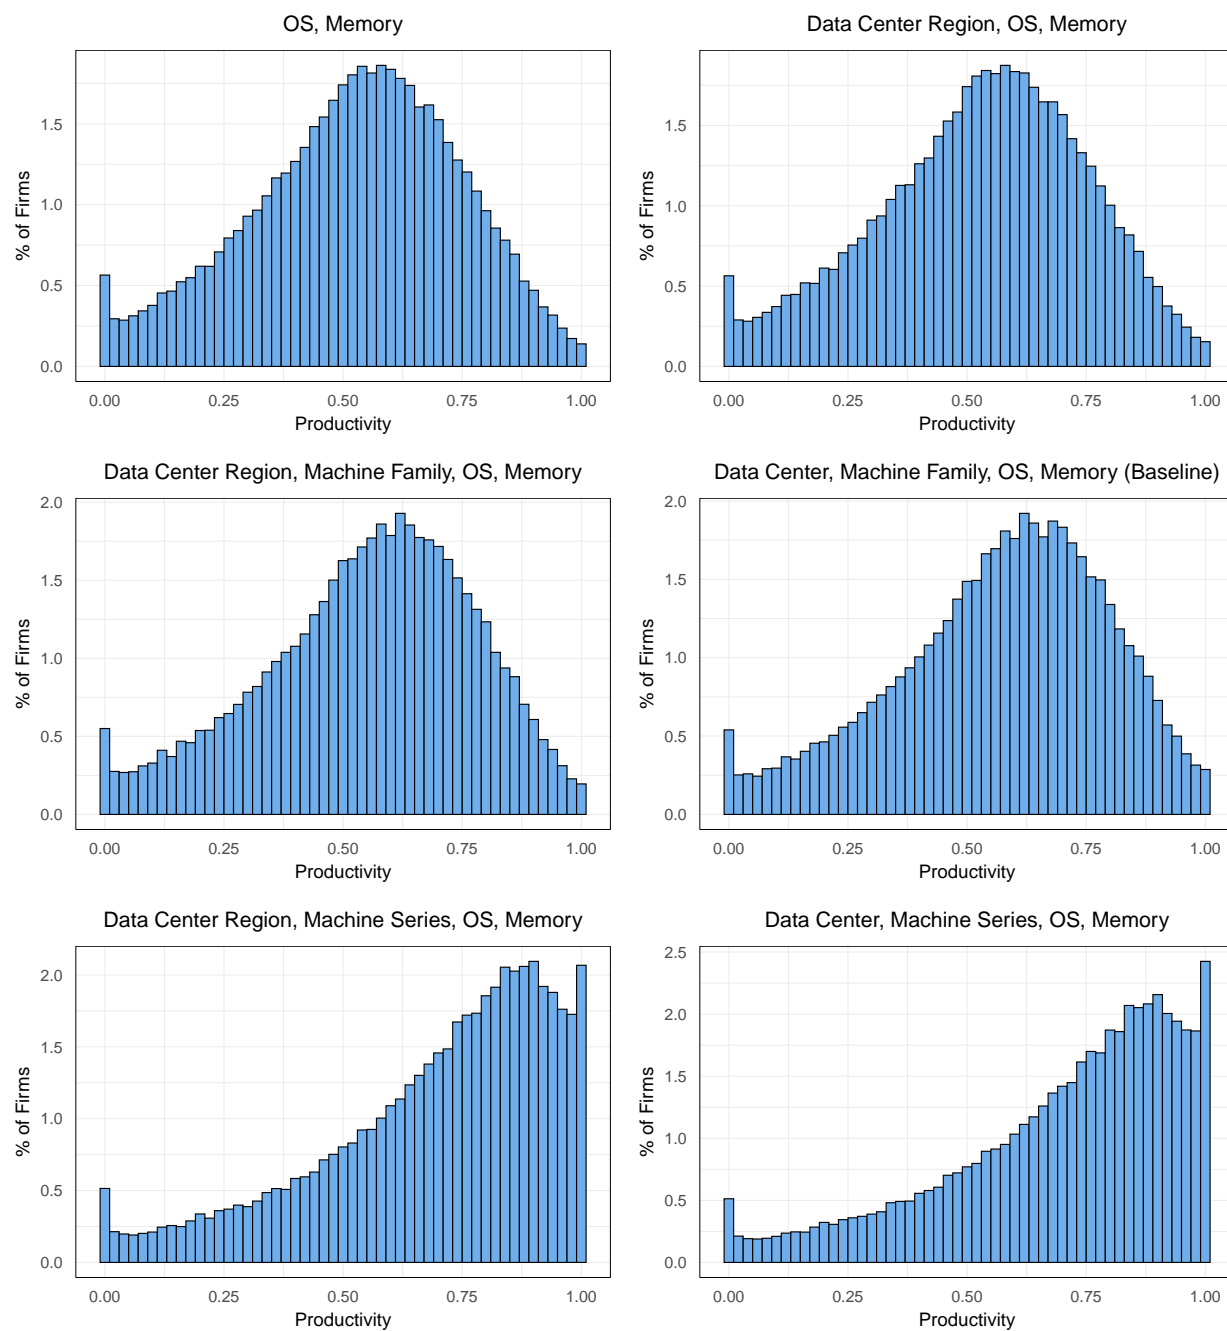 OS, Memory
% of Firms
1.5
1.0
0.5
0.0
0.00 0.25 0.50 0.75 1.00
Productivity
Data Center Region, OS, Memory
% of Firms
1.5
1.0
0.5
0.0
0.00 0.25 0.50 0.75 1.00
Productivity
Data Center Region, Machine Family, OS, Memory
% of Firms
2.0
1.5
1.0
0.5
0.0
0.00 0.25 0.50 0.75 1.00
Productivity
Data Center, Machine Family, OS, Memory (Baseline)
% of Firms
2.0
1.5
1.0
0.5
0.0
0.00 0.25 0.50 0.75 1.00
Productivity
Data Center Region, Machine Series, OS, Memory
% of Firms
2.0
1.5
1.0
0.5
0.0
0.00 0.25 0.50 0.75 1.00
Productivity
Data Center, Machine Series, OS, Memory
% of Firms
2.5
2.0
1.5
1.0
0.5
0.0
0.00 0.25 0.50 0.75 1.00
Productivity